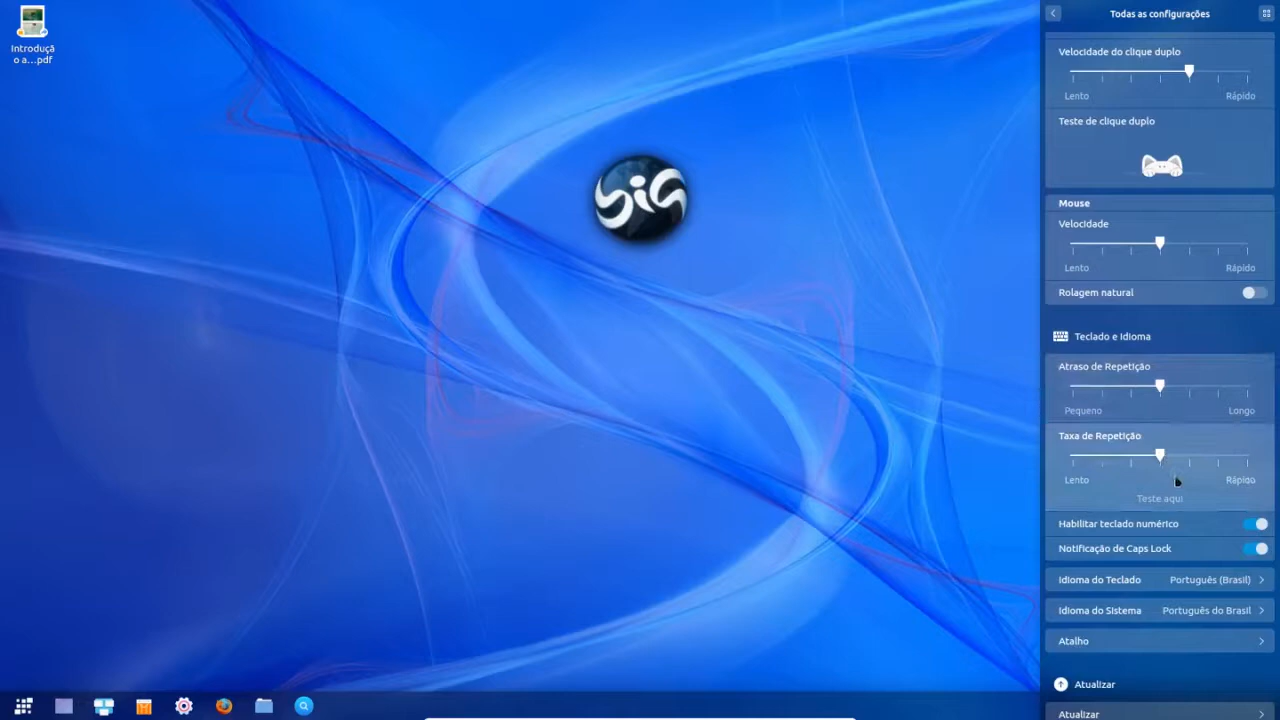 Introduçã
o a...pdf
SiS
Todas as configurações
Velocidade do clique duplo
Lento Rápido
Teste de clique duplo
Mouse
Velocidade
Lento Rápido
Rolagem natural
Teclado e Idioma
Atraso de Repetição
Pequeno Longo
Taxa de Repetição
Lento Rápido
Teste aqui
Habilitar teclado numérico
Notificação de Caps Lock
Idioma do Teclado Português (Brasil)
Idioma do Sistema Português do Brasil
Atalho
Atualizar
Atualizar